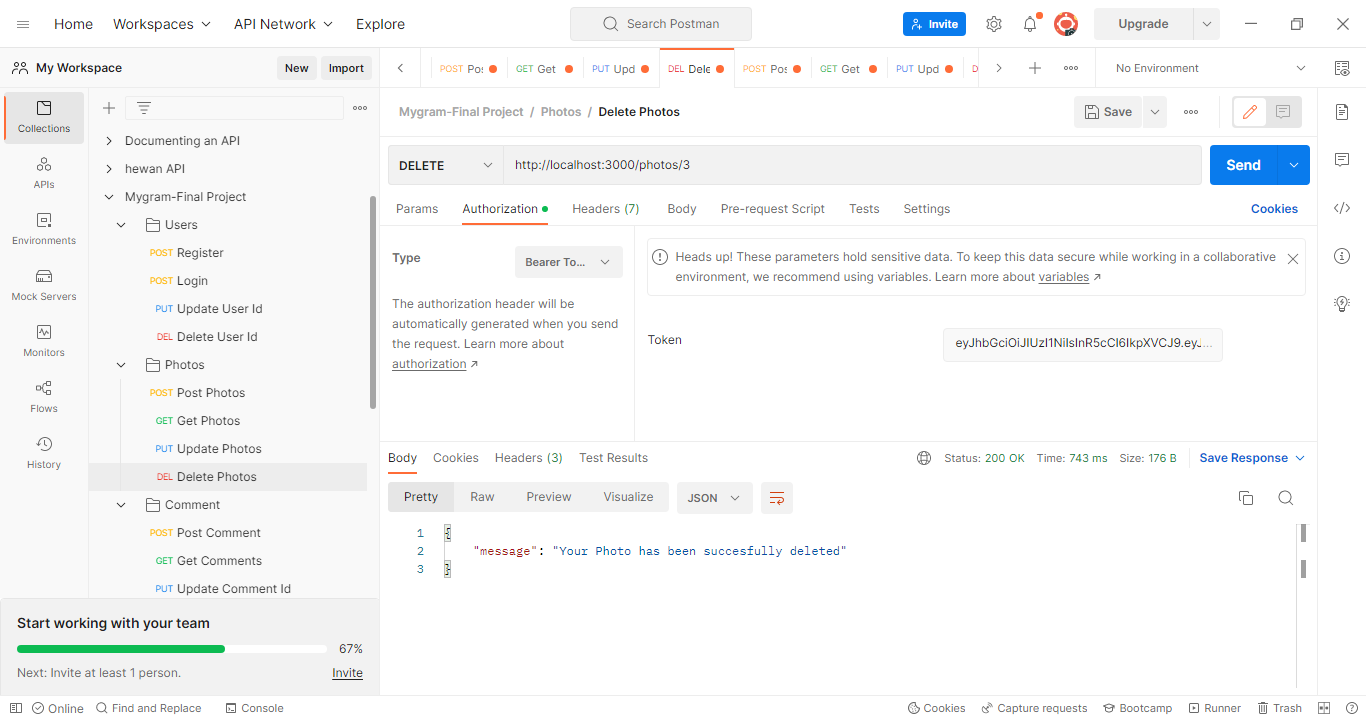 Home Workspaces API Network Explore Search Postman Invite Upgrade
My Workspace New Import
POST Pos GET Get PUT Upd DEL Dele POST Pos GET Get PUT Upd No Environment
Collections
APIs
Environments
Mock Servers
Monitors
Flows
History
Documenting an API
hewan API
Mygram-Final Project
Users
POST Register
POST Login
PUT Update User Id
DEL Delete User Id
Photos
POST Post Photos
GET Get Photos
PUT Update Photos
DEL Delete Photos
Comment
POST Post Comment
GET Get Comments
PUT Update Comment Id
Start working with your team
67%
Next: Invite at least 1 person. Invite
Mygram-Final Project / Photos / Delete Photos Save
DELETE http://localhost:3000/photos/3 Send
Params Authorization Headers (7) Body Pre-request Script Tests Settings Cookies
Type Bearer To...
The authorization header will be
automatically generated when you send
the request. Learn more about
authorization ↗
Heads up! These parameters hold sensitive data. To keep this data secure while working in a collaborative
environment, we recommend using variables. Learn more about variables ↗
Token eyJhbGciOiJIUzI1NiIsInR5cCI6IkpXVCJ9.eyJ...
Body Cookies Headers (3) Test Results Status: 200 OK Time: 743 ms Size: 176 B Save Response
Pretty Raw Preview Visualize JSON
1 {
2 "message": "Your Photo has been succesfully deleted"
3 }
Online Find and Replace Console Cookies Capture requests Bootcamp Runner Trash